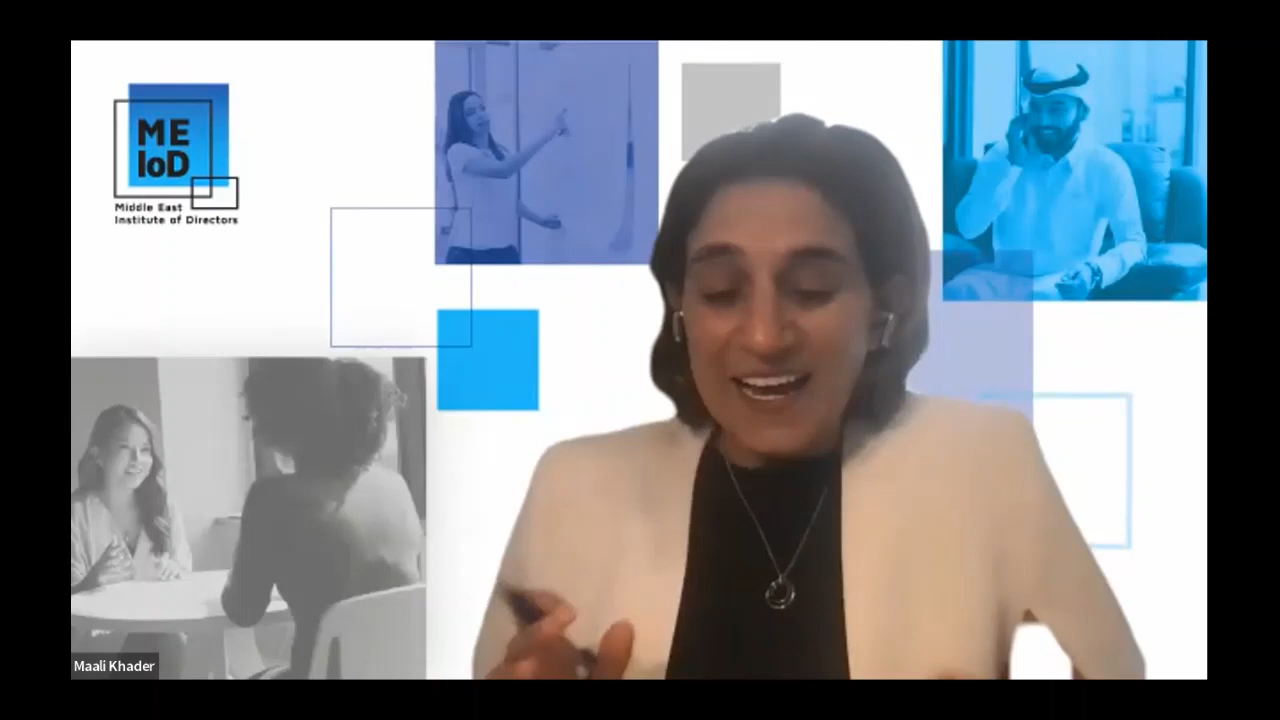 ME
IoD
Middle East
Institute of Directors
Maali Khader